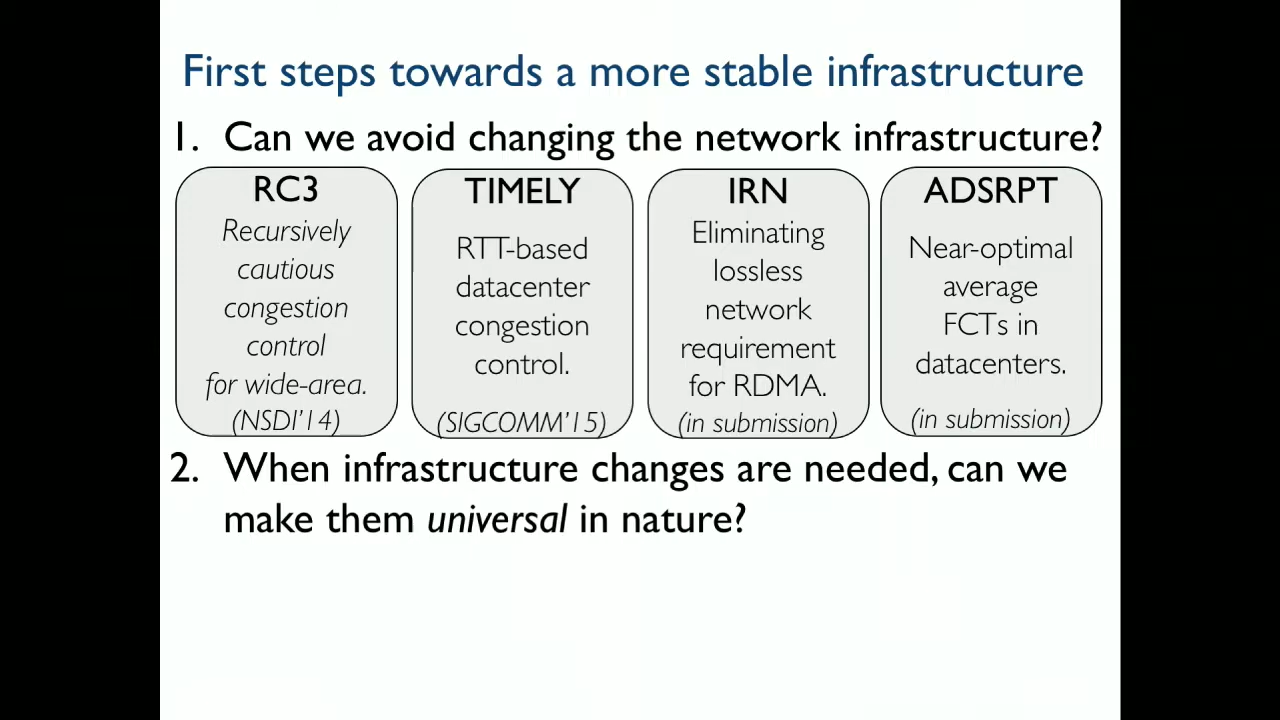 First steps towards a more stable infrastructure
1. Can we avoid changing the network infrastructure?
RC3
Recursively
cautious
congestion
control
for wide-area.
(NSDI'14)
TIMELY
RTT-based
datacenter
congestion
control.
(SIGCOMM'15)
IRN
Eliminating
lossless
network
requirement
for RDMA.
(in submission)
ADSRPT
Near-optimal
average
FCTs in
datacenters.
(in submission)
2. When infrastructure changes are needed, can we
make them universal in nature?